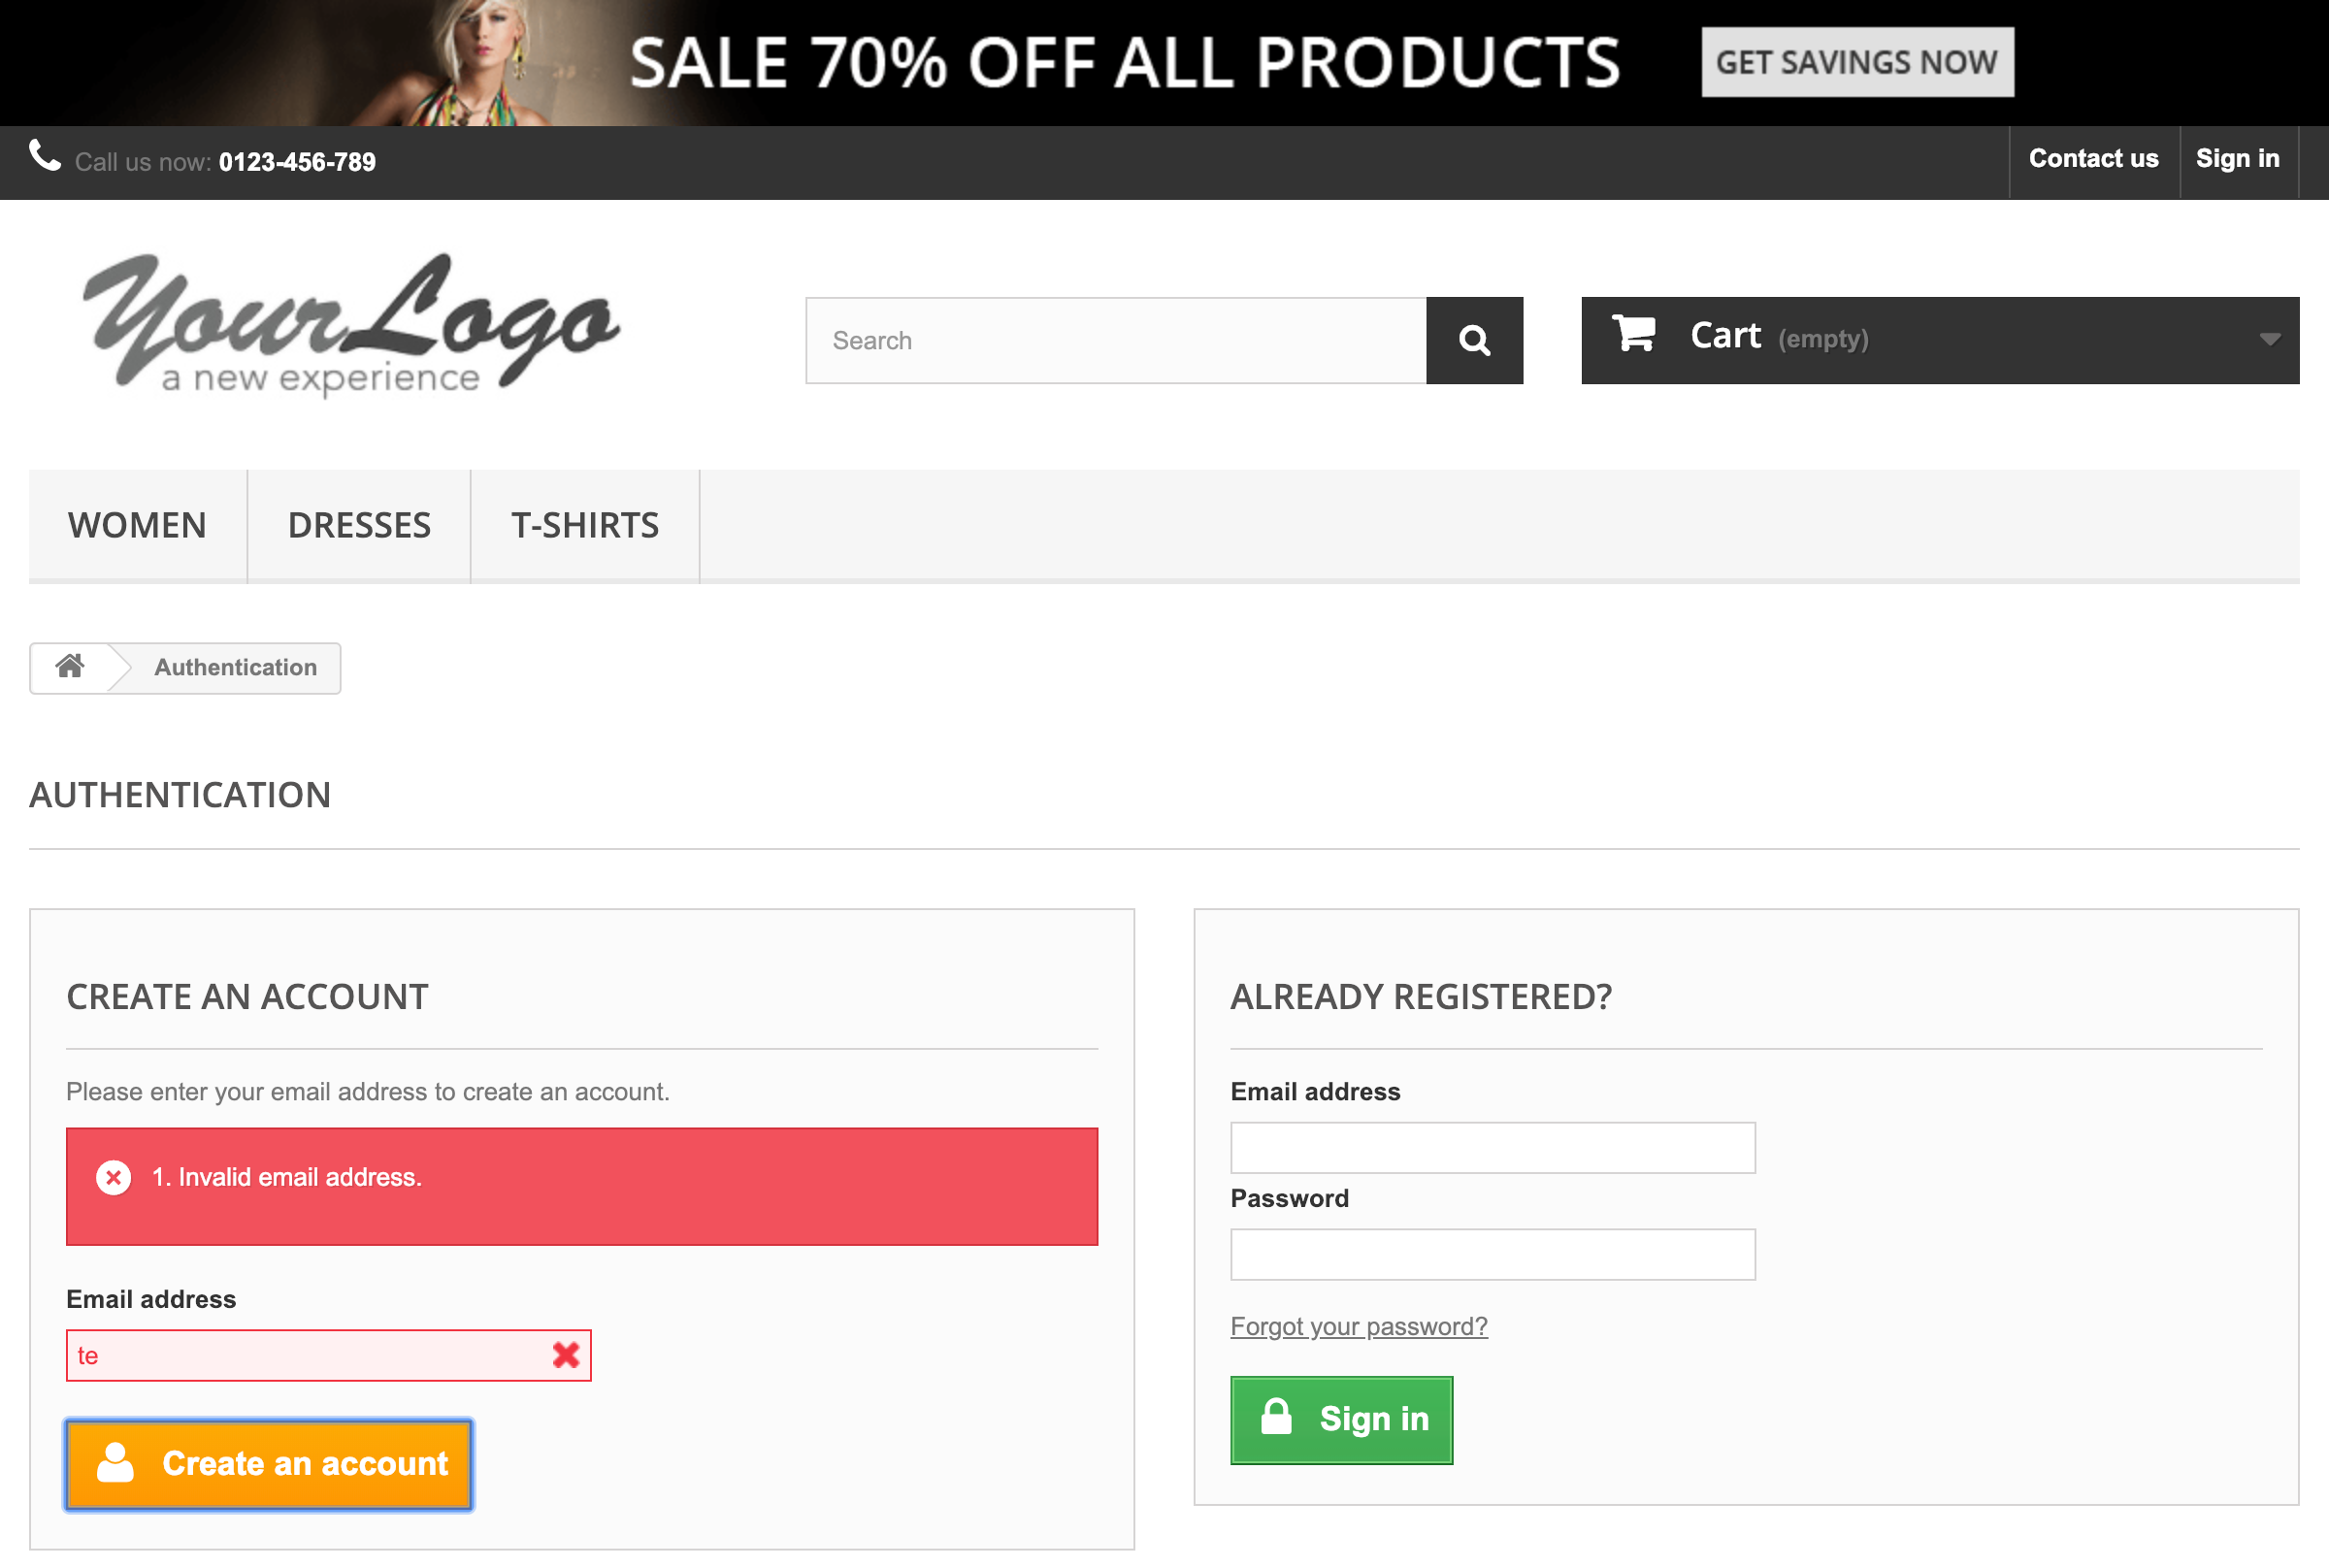 SALE 70% OFF ALL PRODUCTS
GET SAVINGS NOW
Call us now: 0123-456-789
Contact us
Sign in
YourLogo
a new experience
Search
Cart (empty)
WOMEN
DRESSES
T-SHIRTS
Authentication
AUTHENTICATION
CREATE AN ACCOUNT
Please enter your email address to create an account.
1. Invalid email address.
Email address
te
Create an account
ALREADY REGISTERED?
Email address
Password
Forgot your password?
Sign in